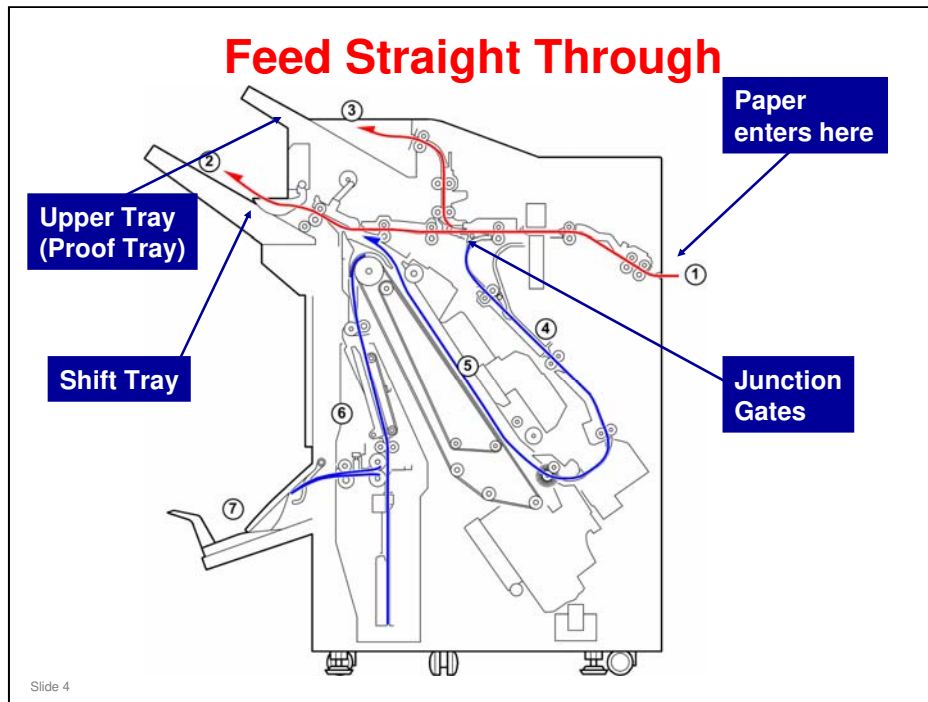 Feed Straight Through
Paper
enters here
3
2
Upper Tray
(Proof Tray)
1
4
Shift Tray
5
Junction
Gates
6
7
Slide 4